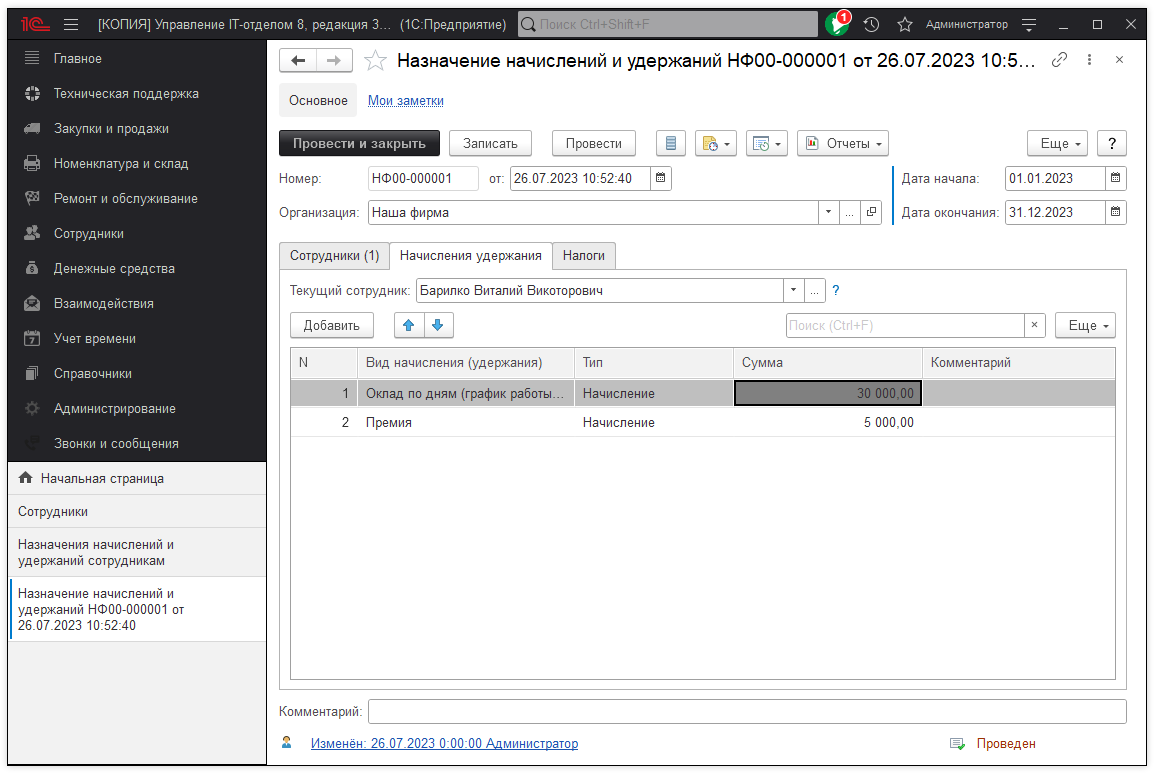 1С [КОПИЯ] Управление IT-отделом 8, редакция 3... (1С:Предприятие) Поиск Ctrl+Shift+F 1 Администратор
Главное
Техническая поддержка
Закупки и продажи
Номенклатура и склад
Ремонт и обслуживание
Сотрудники
Денежные средства
Взаимодействия
7 Учет времени
Справочники
Администрирование
Звонки и сообщения
Начальная страница
Сотрудники
Назначения начислений и
удержаний сотрудникам
Назначение начислений и
удержаний НФ00-000001 от
26.07.2023 10:52:40
Назначение начислений и удержаний НФ00-000001 от 26.07.2023 10:5...
Основное Мои заметки
Провести и закрыть Записать Провести Отчеты Еще ?
Номер: НФ00-000001 от: 26.07.2023 10:52:40 Дата начала: 01.01.2023
Организация: Наша фирма ... Дата окончания: 31.12.2023
Сотрудники (1) Начисления удержания Налоги
Текущий сотрудник: Барилко Виталий Викоторович ... ?
Добавить Поиск (Ctrl+F) × Еще
N Вид начисления (удержания) Тип Сумма Комментарий
1 Оклад по дням (график работы... Начисление 30 000,00
2 Премия Начисление 5 000,00
Комментарий:
Изменён: 26.07.2023 0:00:00 Администратор Проведен